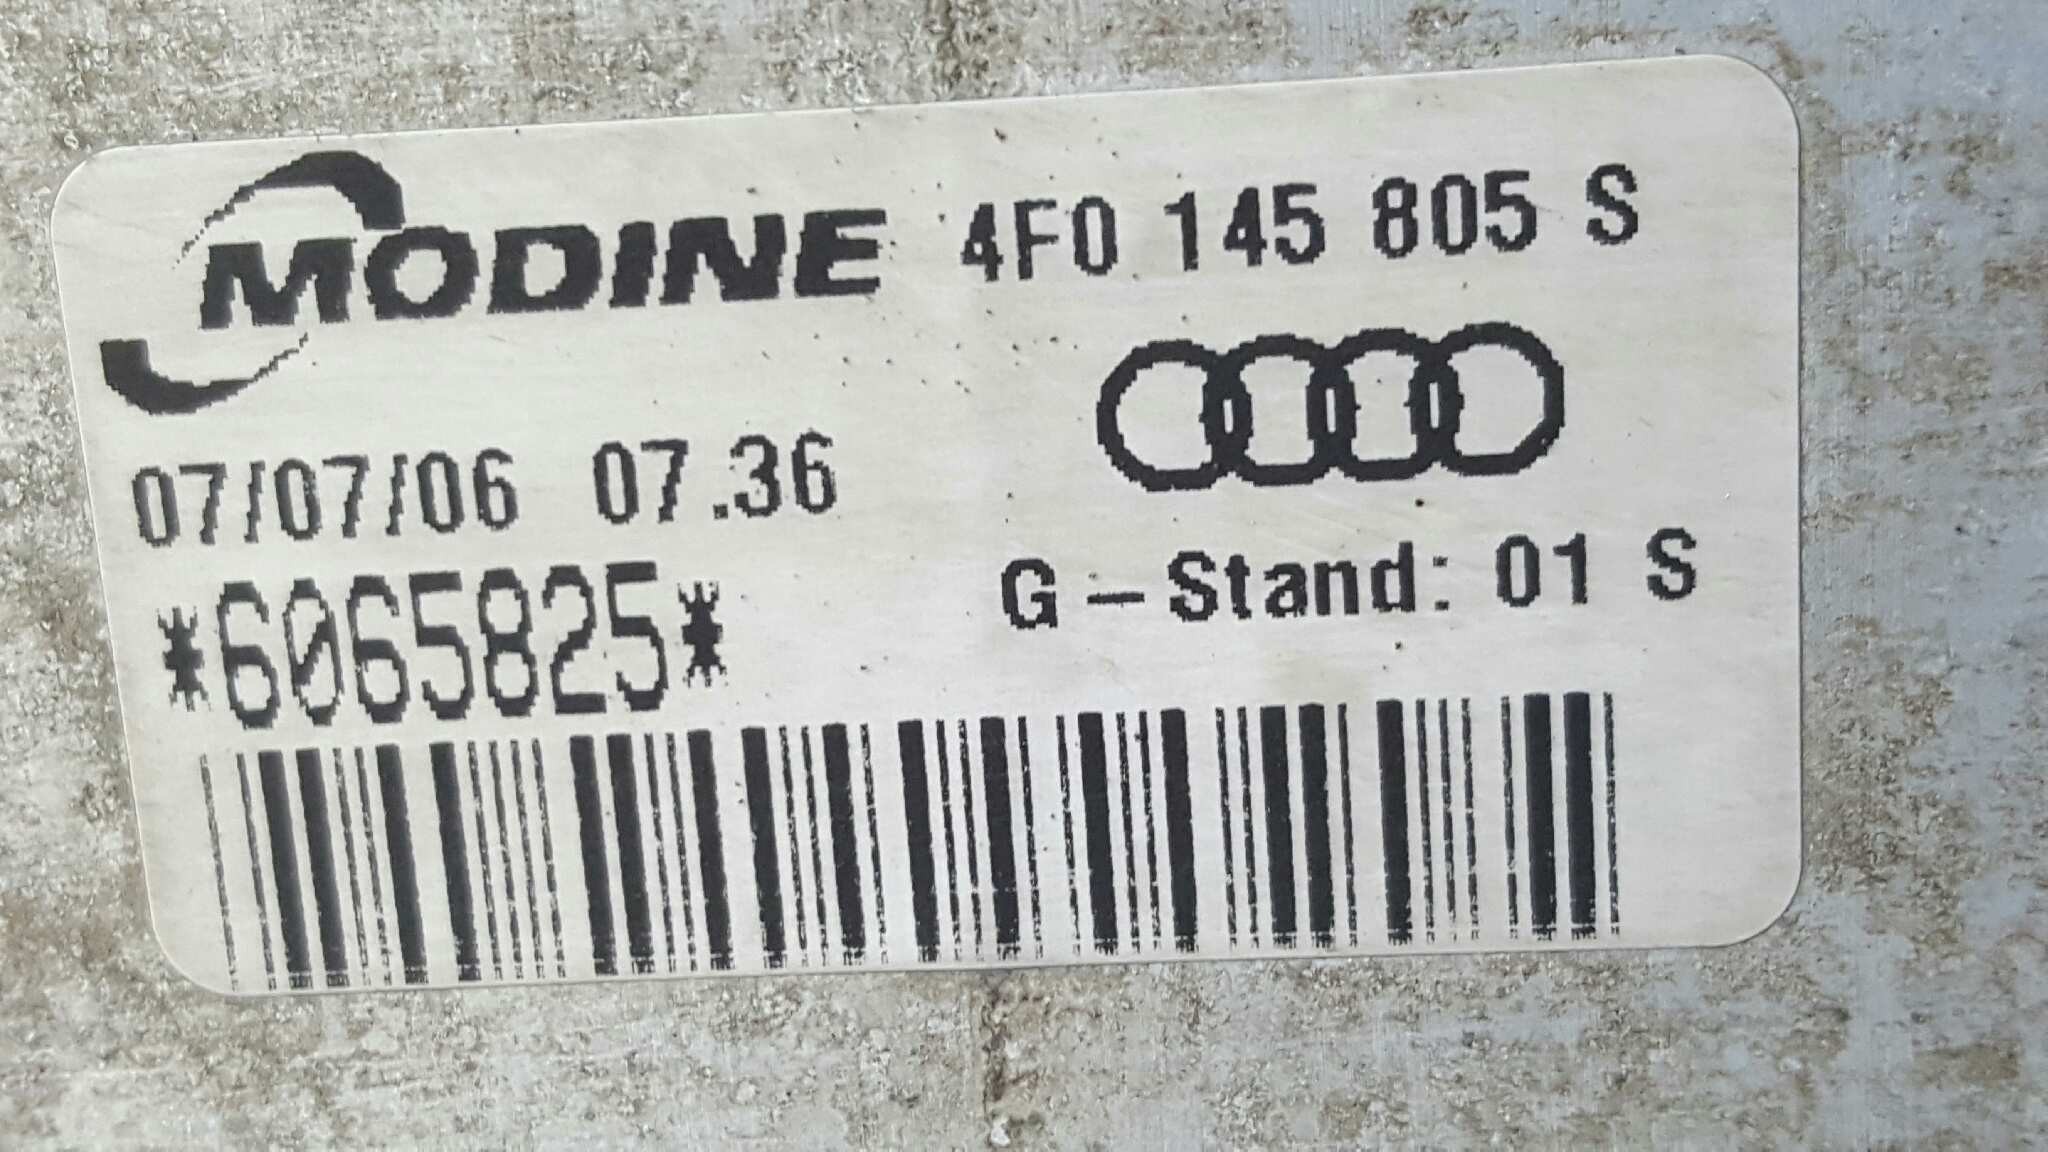 MODINE 4F0 145 805 S
07/07/06 07.36
*6065825*
G-Stand: 01 S